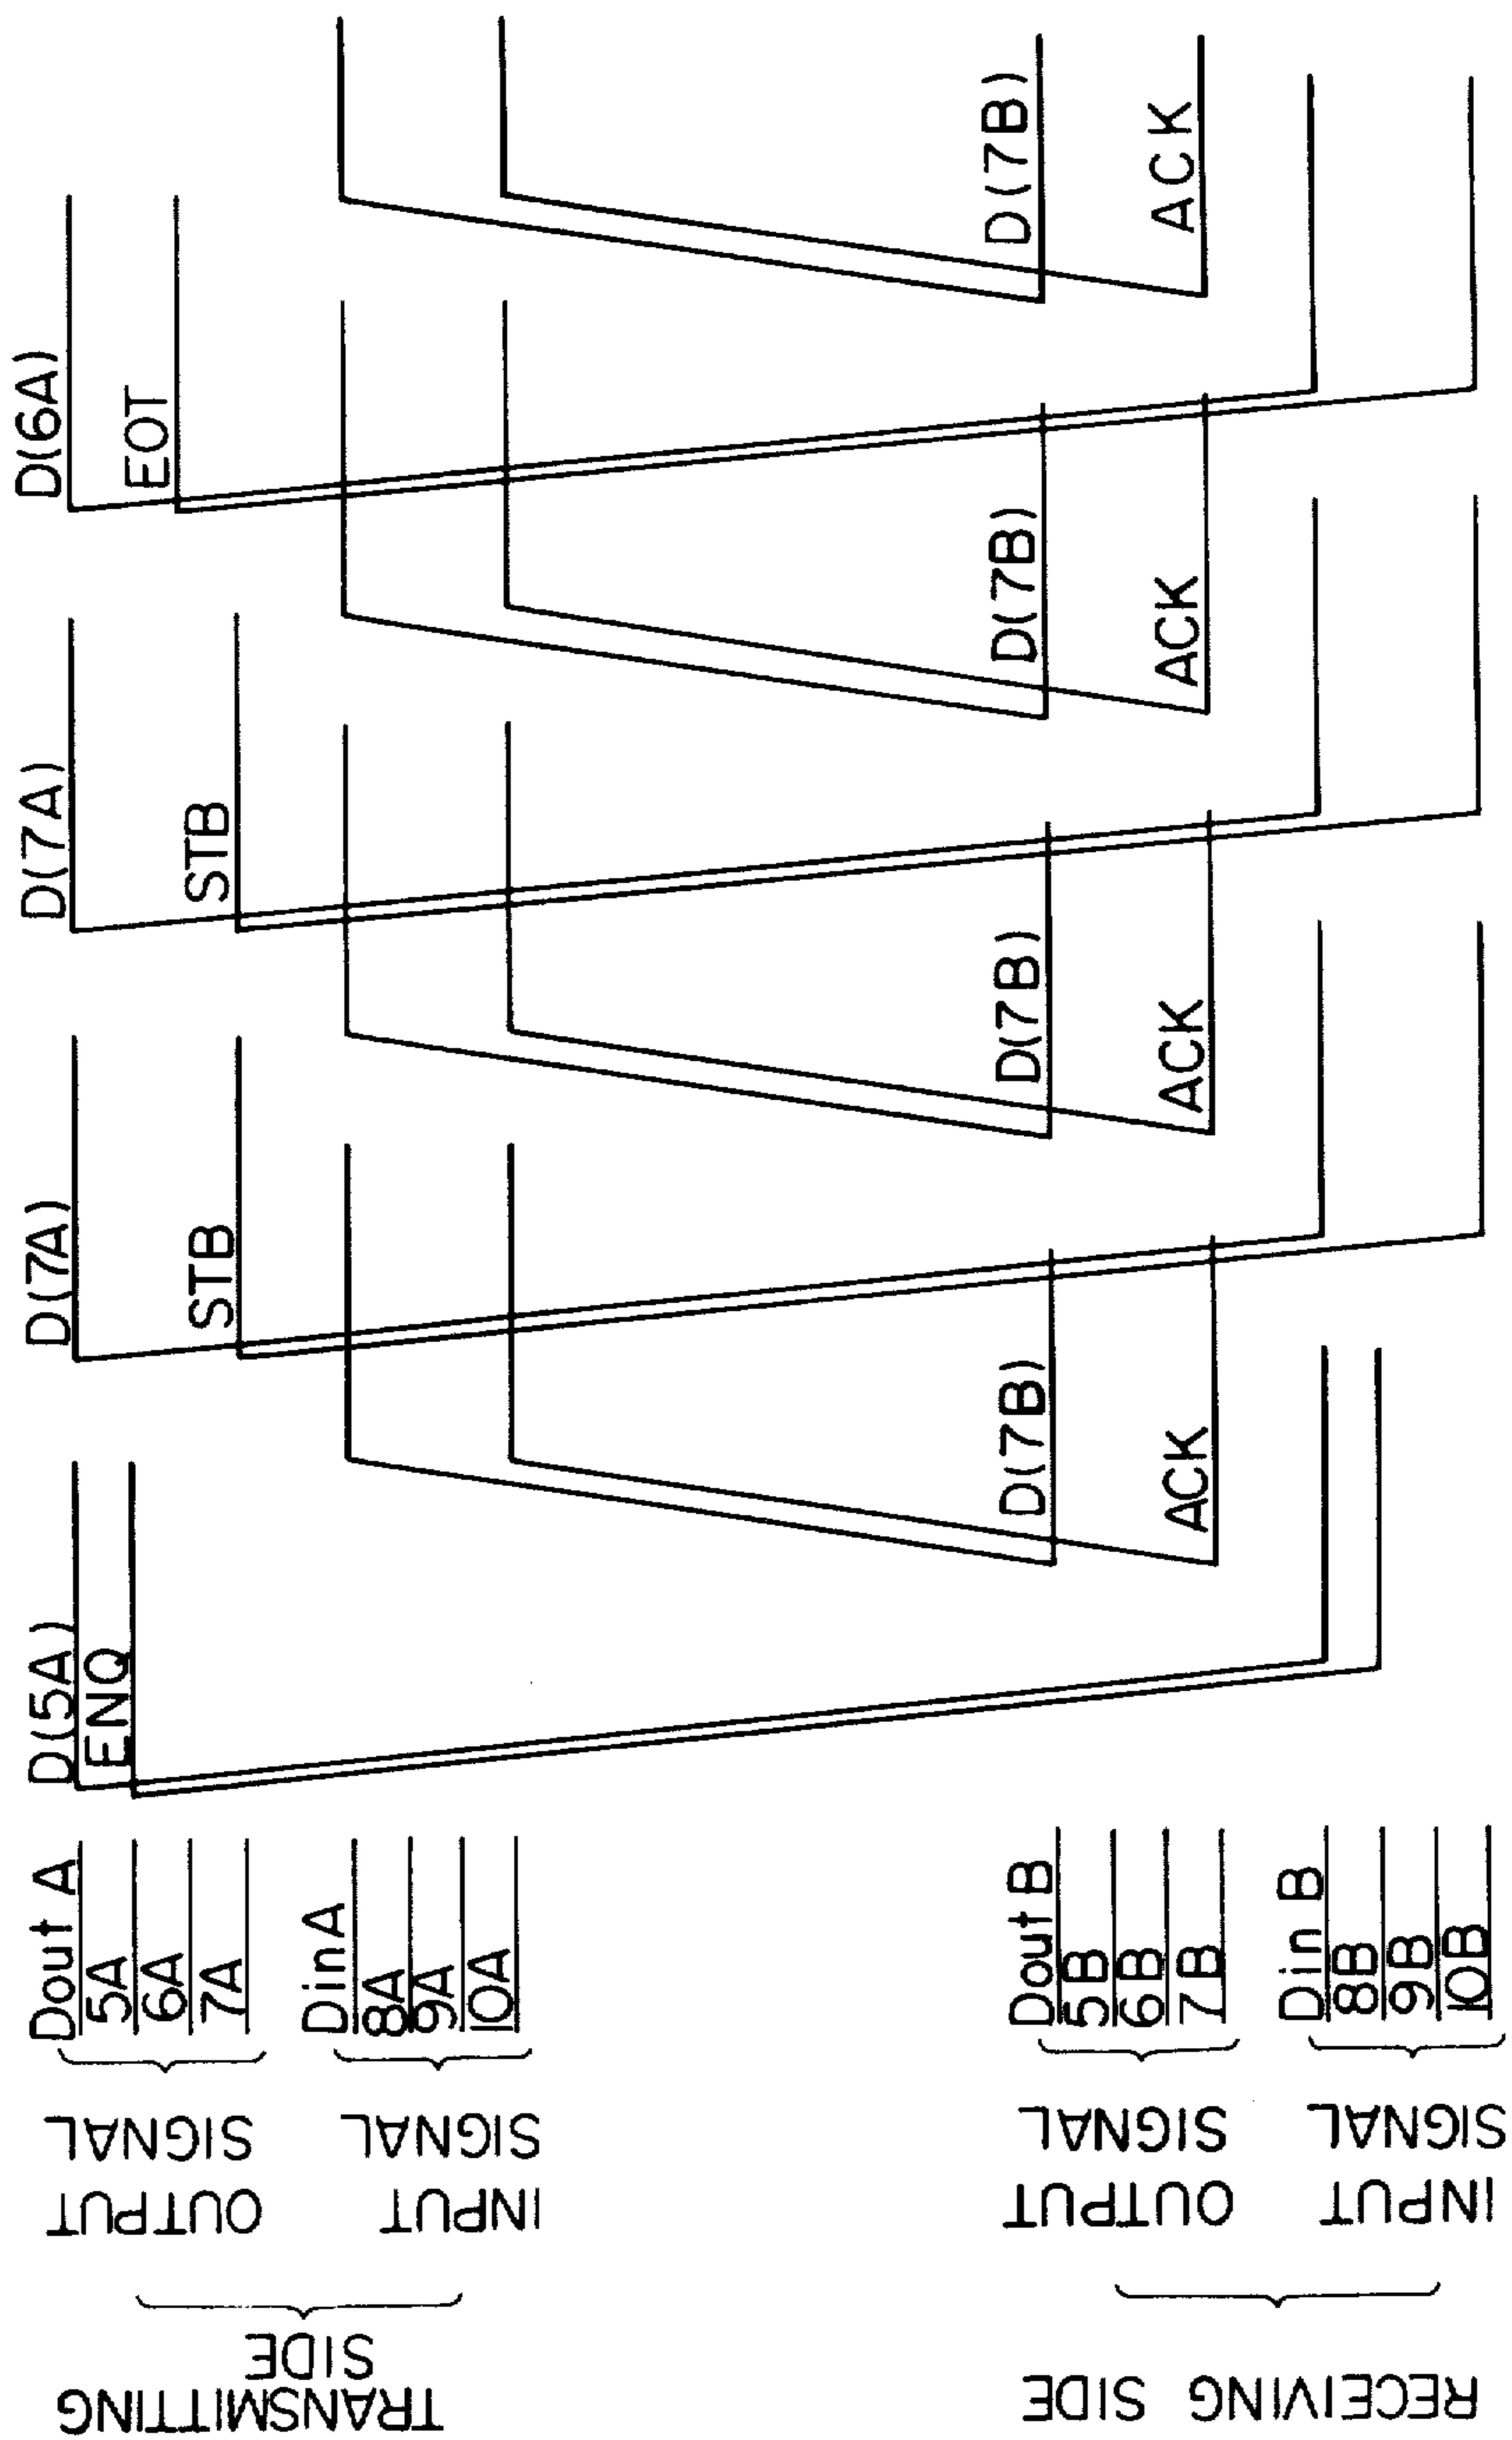 TRANSMITTING
SIDE
OUTPUT
SIGNAL
Dout A
5A
6A
7A
INPUT
SIGNAL
Din A
8A
9A
10A
D(5A)
ENQ
D(7A)
STB
D(7A)
STB
D(6A)
EOT
RECEIVING SIDE
OUTPUT
SIGNAL
Dout B
5B
6B
7B
INPUT
SIGNAL
Din B
8B
9B
10B
D(7B)
ACK
D(7B)
ACK
D(7B)
ACK
D(7B)
ACK